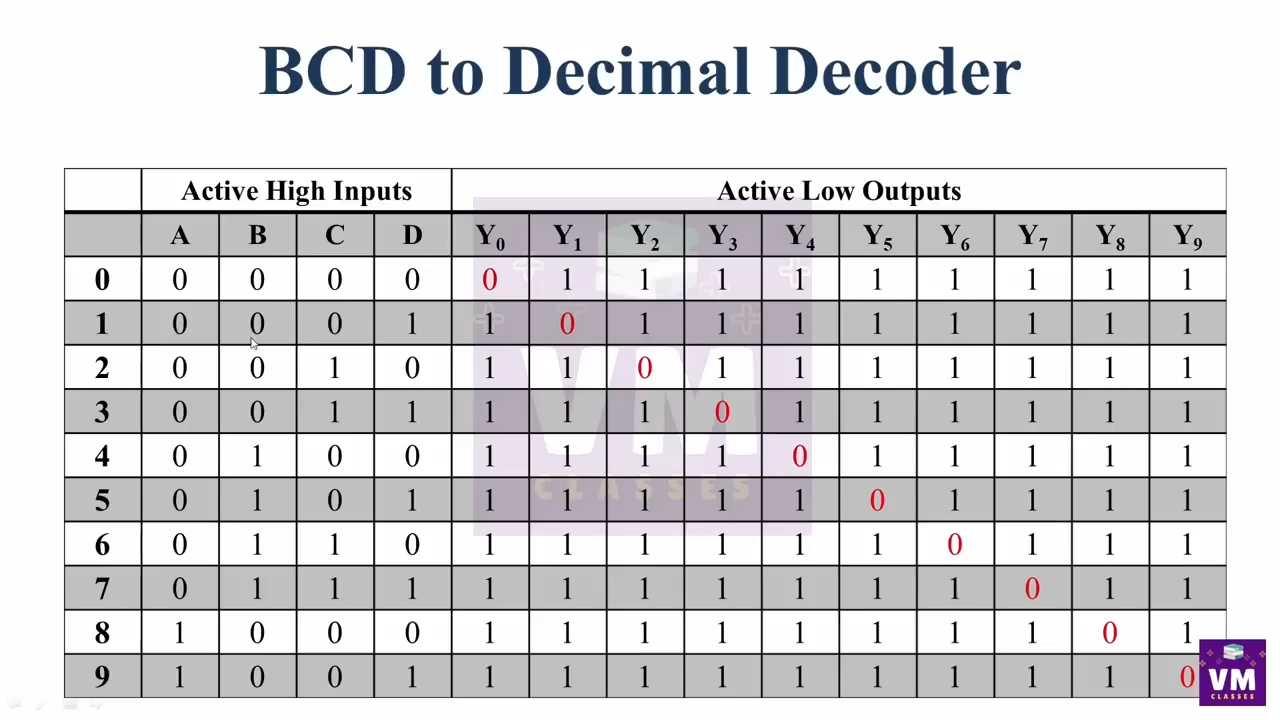 BCD to Decimal Decoder
Active High Inputs Active Low Outputs
A B C D Y0 Y1 Y2 Y3 Y4 Y5 Y6 Y7 Y8 Y9
0 0 0 0 0 0 1 1 1 1 1 1 1 1 1
1 0 0 0 1 1 0 1 1 1 1 1 1 1 1
2 0 0 1 0 1 1 0 1 1 1 1 1 1 1
3 0 0 1 1 1 1 1 0 1 1 1 1 1 1
4 0 1 0 0 1 1 1 1 0 1 1 1 1 1
5 0 1 0 1 1 1 1 1 1 0 1 1 1 1
6 0 1 1 0 1 1 1 1 1 1 0 1 1 1
7 0 1 1 1 1 1 1 1 1 1 1 0 1 1
8 1 0 0 0 1 1 1 1 1 1 1 1 0 1
9 1 0 0 1 1 1 1 1 1 1 1 1 1 0
VM
CLASSES
VM
CLASSES